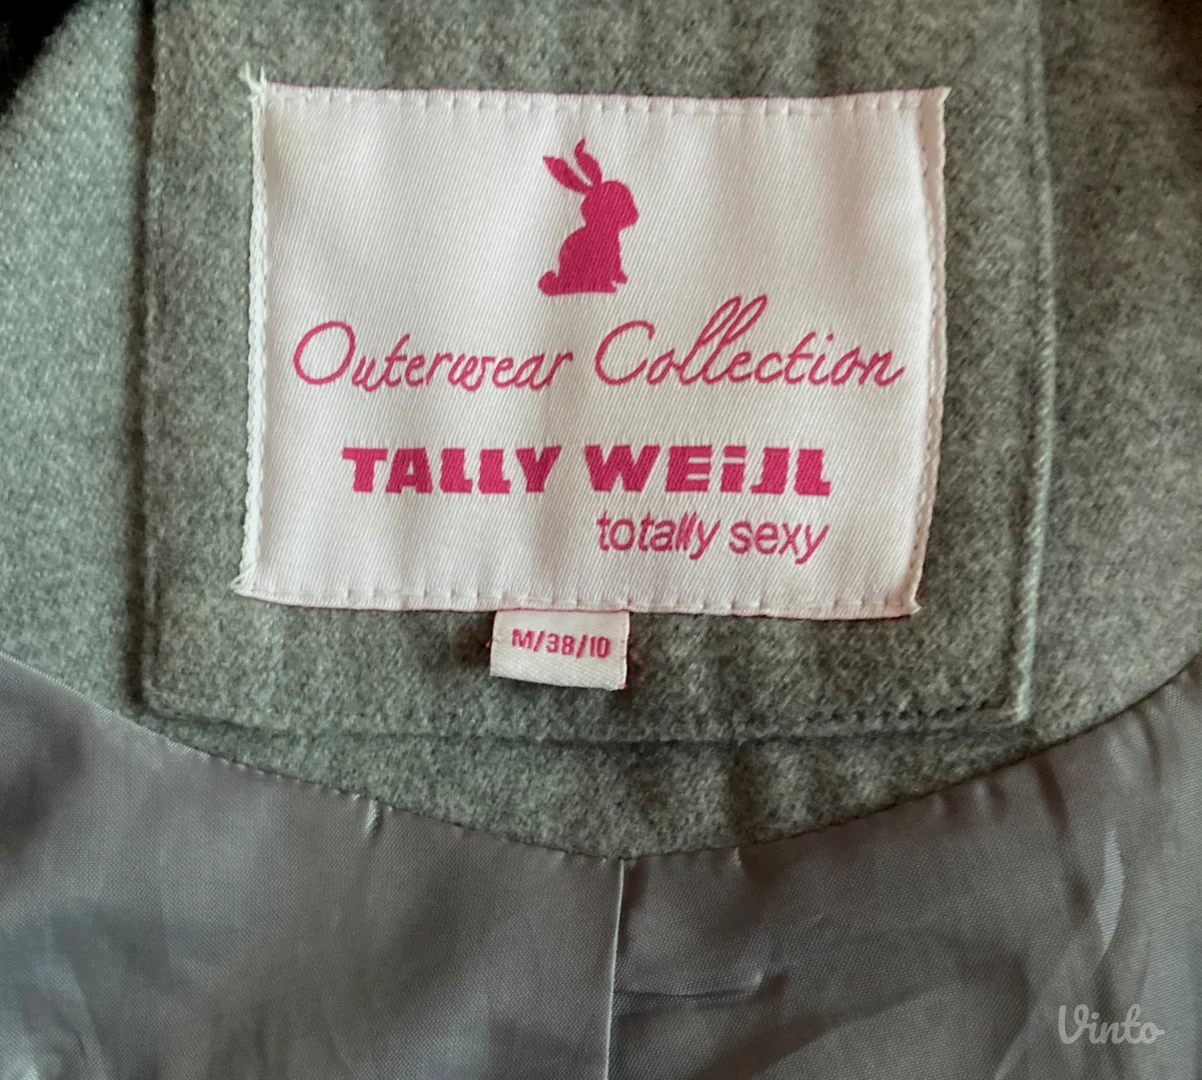 Outerwear Collection
TALLY WEiJL
totally sexy
M/38/10
Vinto